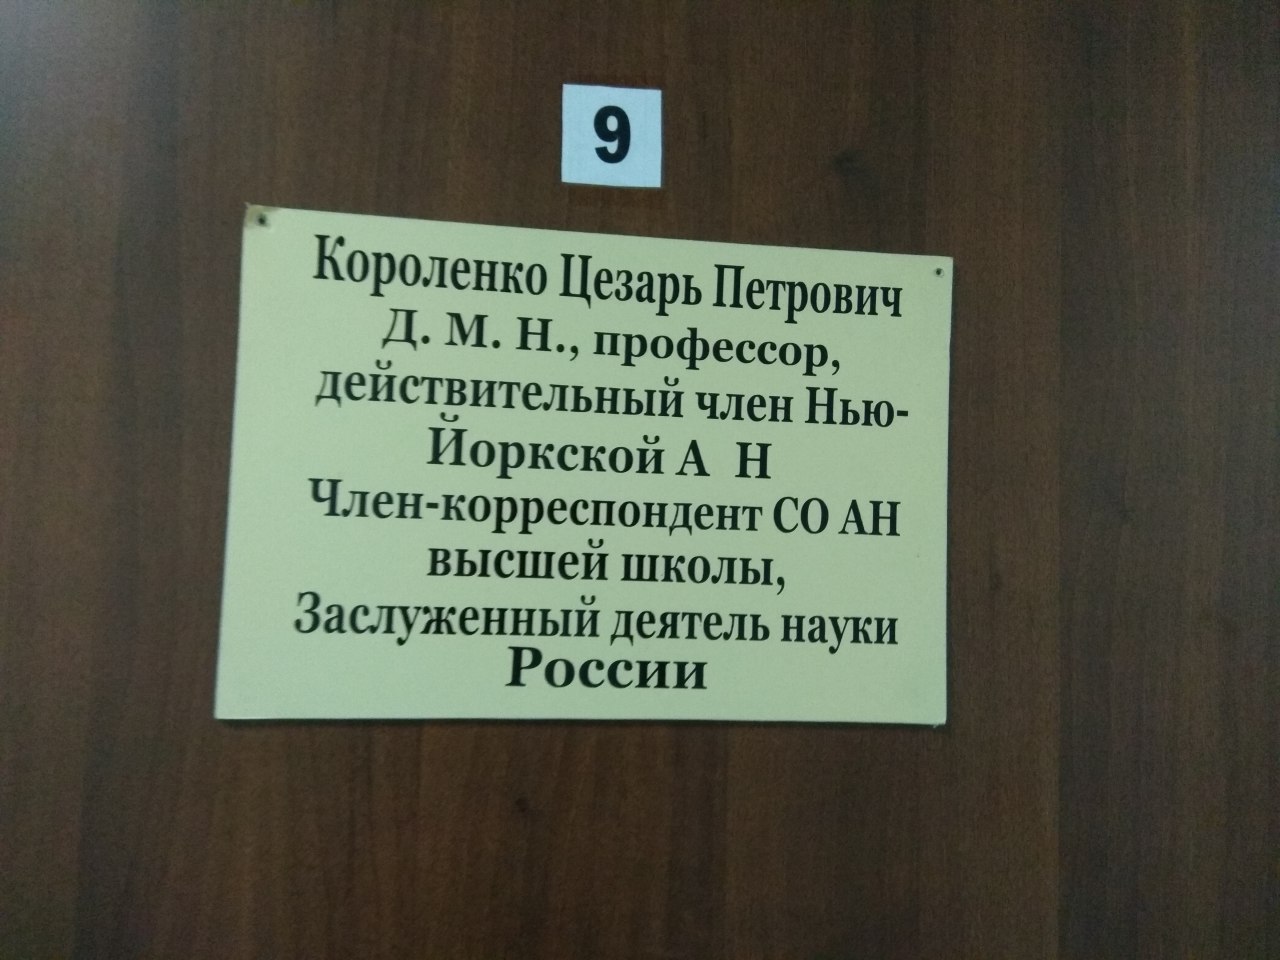 9
Короленко Цезарь Петрович
Д. М. Н., профессор,
действительный член Нью-
Йоркской А Н
Член-корреспондент СО АН
высшей школы,
Заслуженный деятель науки
России